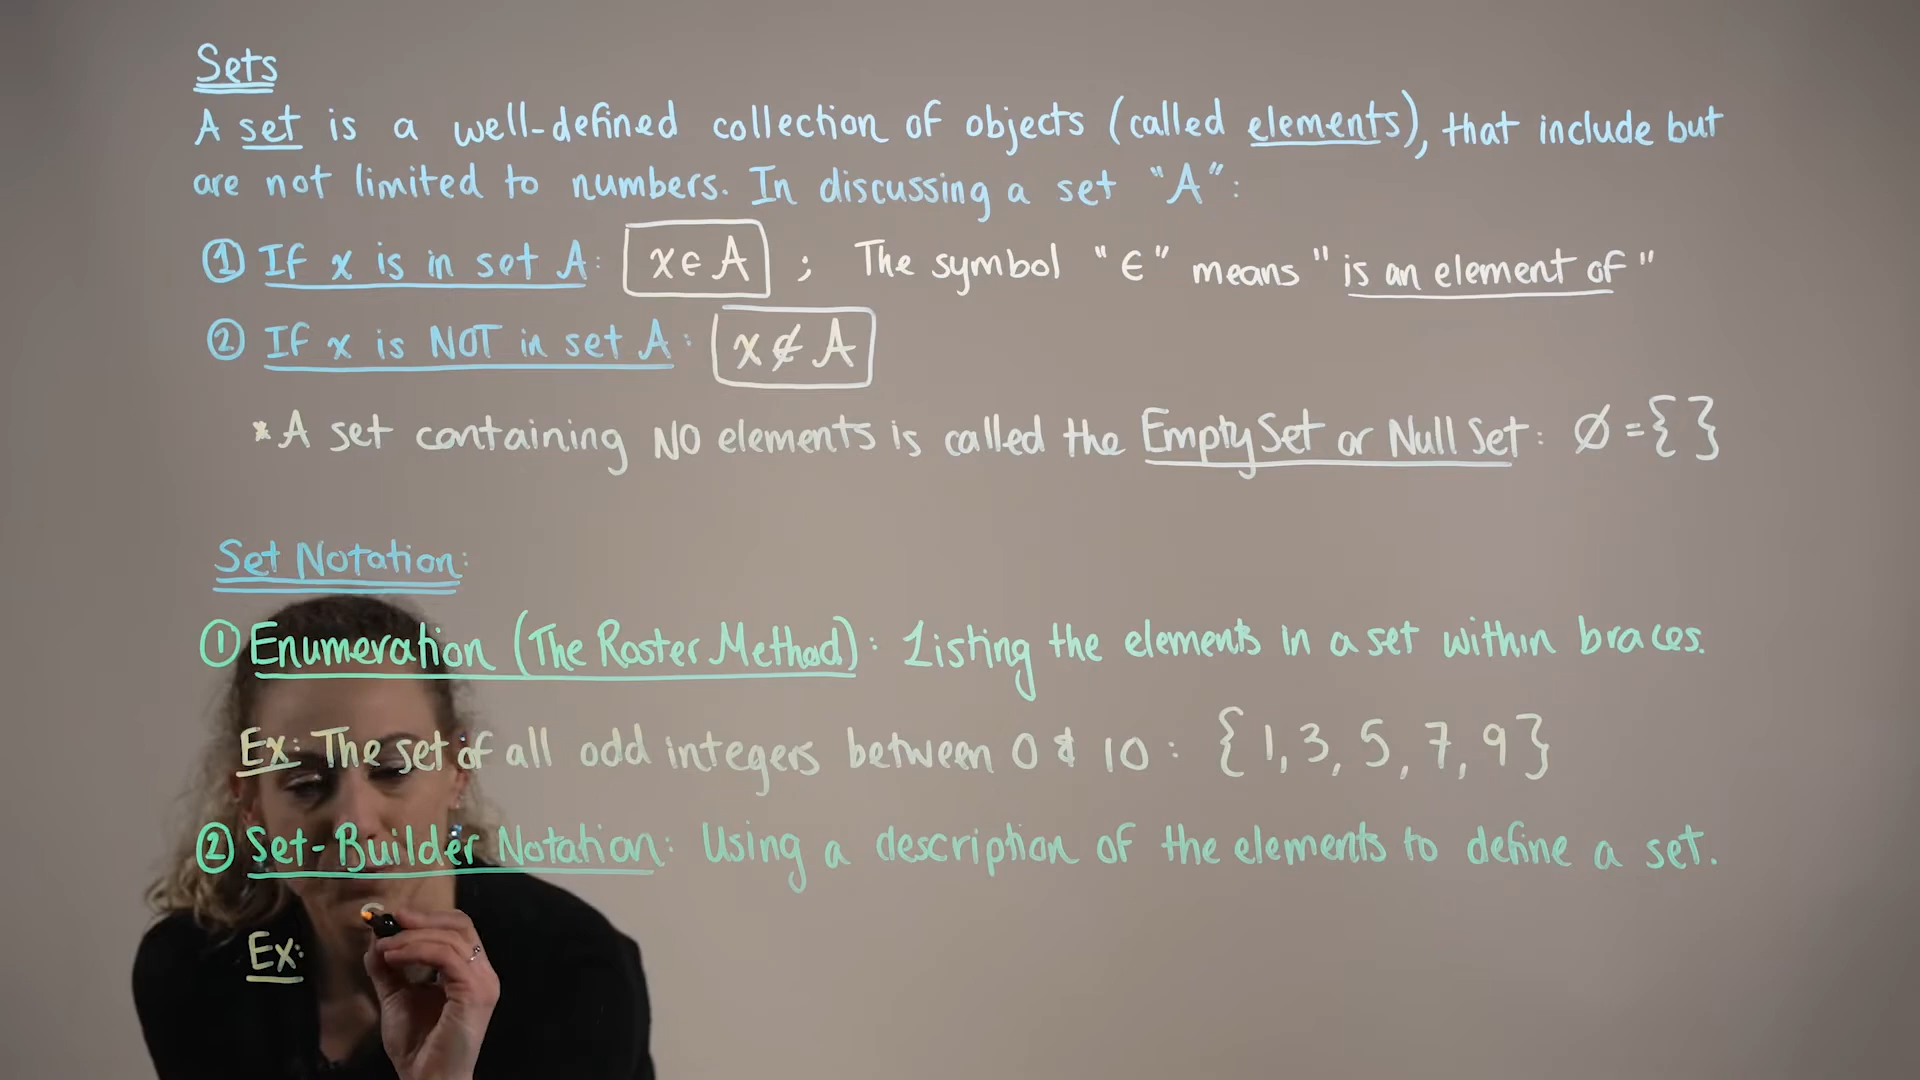 Sets
A set is a well-defined collection of objects (called elements), that include but
are not limited to numbers. In discussing a set "A":
① If x is in set A: x∈A ; The symbol "∈" means "is an element of"
② If x is NOT in set A: x∉A
*A set containing NO elements is called the Empty Set or Null Set: Ø={ }
Set Notation:
① Enumeration (The Roster Method): Listing the elements in a set within braces.
Ex: The set of all odd integers between 0 & 10: {1, 3, 5, 7, 9}
② Set-Builder Notation: Using a description of the elements to define a set.
Ex: